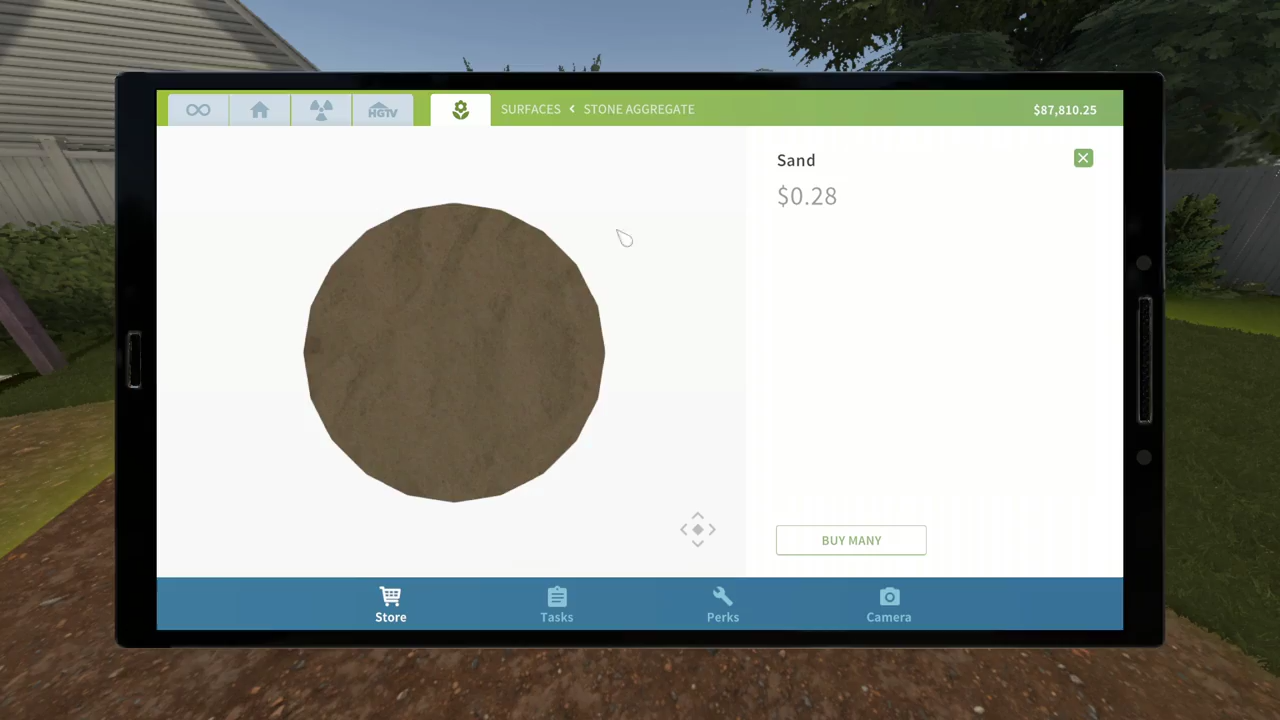 HGTV
SURFACES < STONE AGGREGATE
$87,810.25
Sand
$0.28
BUY MANY
Store
Tasks
Perks
Camera